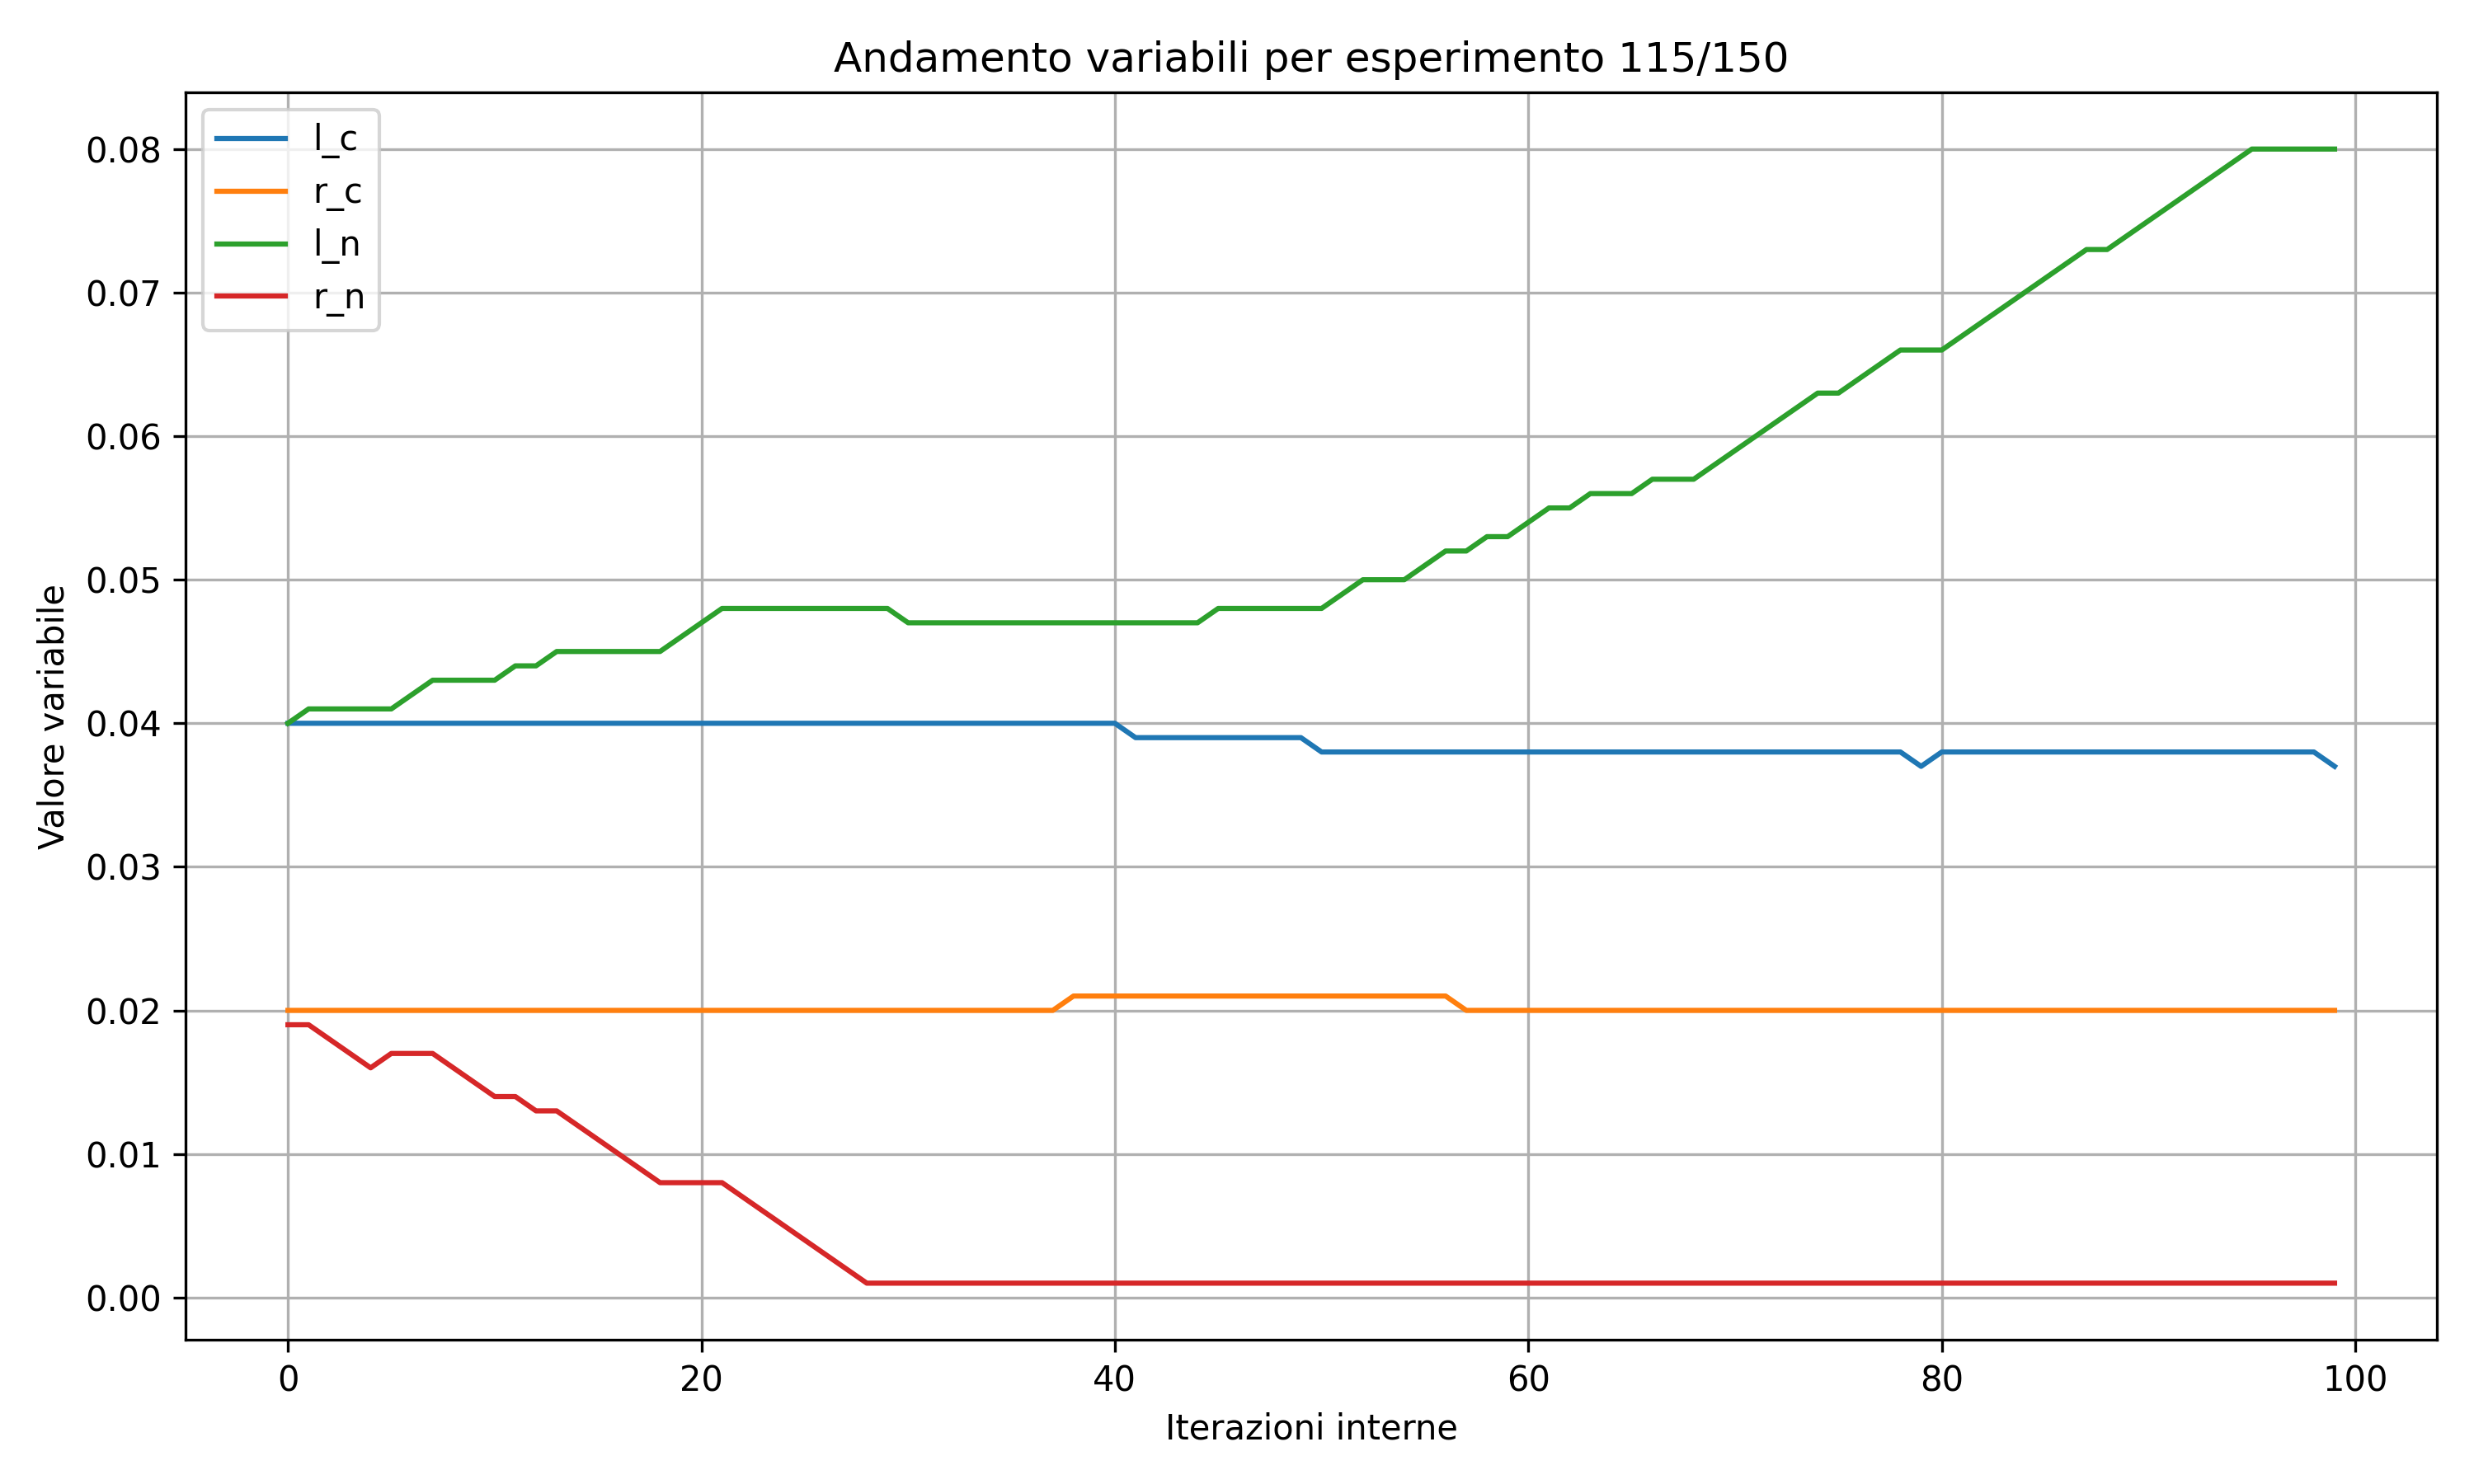 Andamento variabili per esperimento 115/150
l_c
r_c
l_n
r_n
0.08
0.07
0.06
0.05
0.04
0.03
0.02
0.01
0.00
Valore variabile
0 20 40 60 80 100
Iterazioni interne